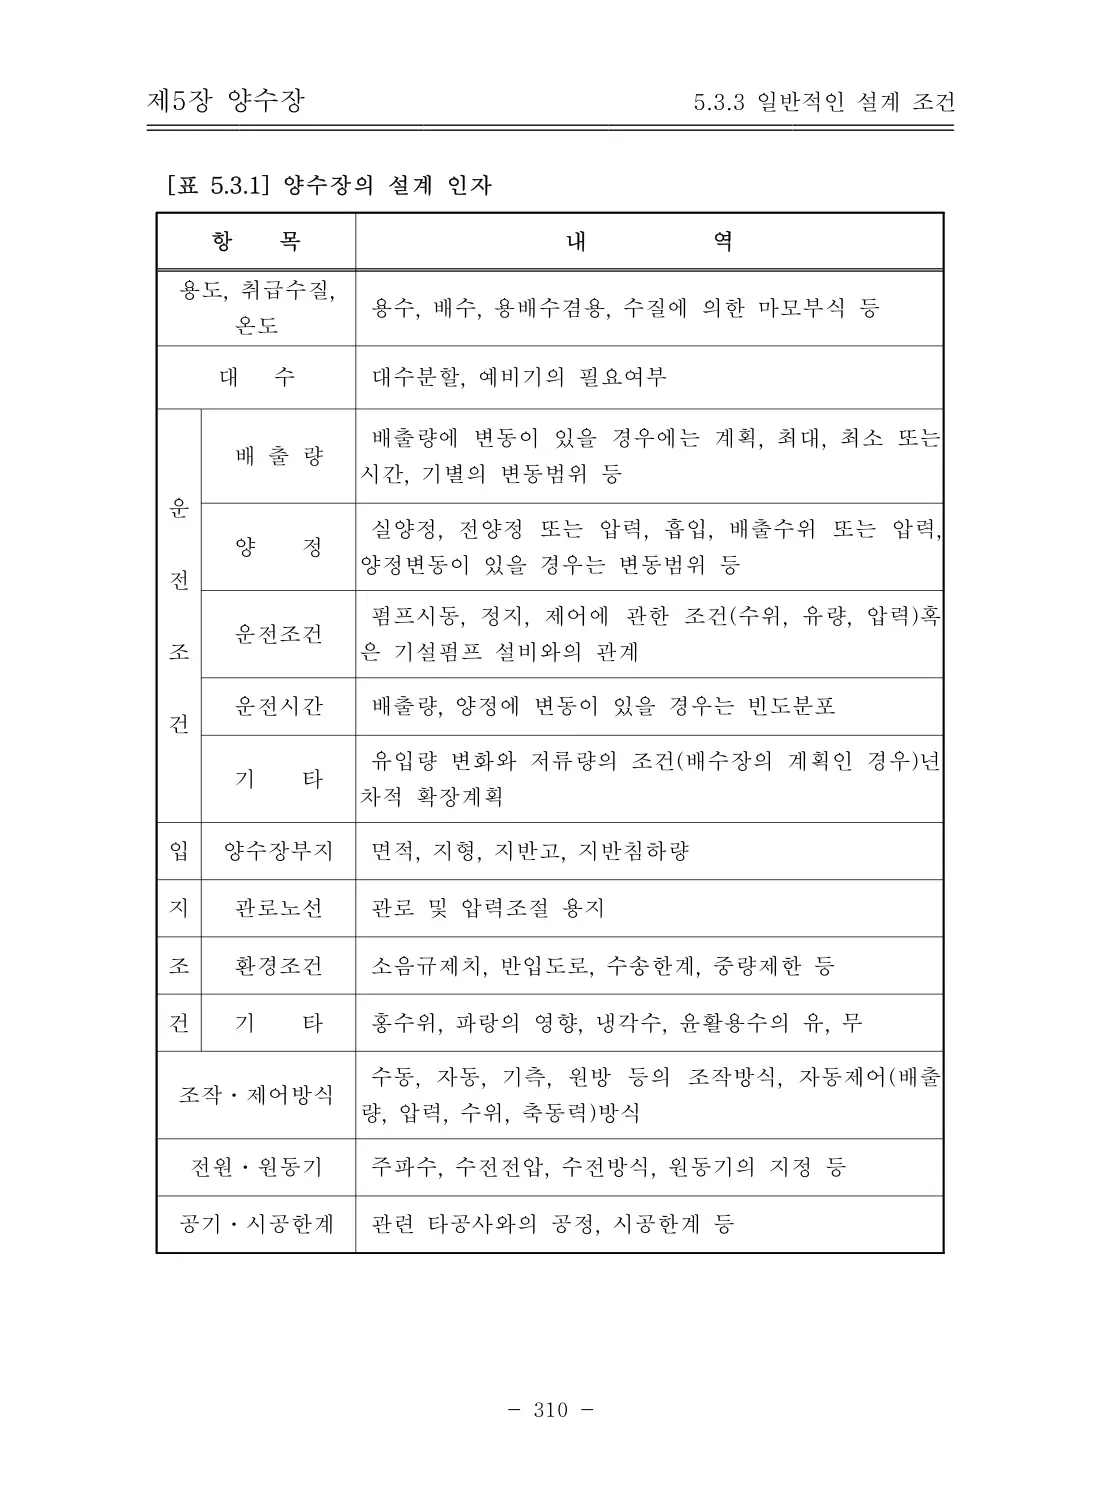 제5장 양수장
5.3.3 일반적인 설계 조건
[표 5.3.1] 양수장의 설계 인자
항 목
내 역
용도, 취급수질,
온도
용수, 배수, 용배수겸용, 수질에 의한 마모부식 등
대 수
대수분할, 예비기의 필요여부
운
전
조
건
배 출 량
배출량에 변동이 있을 경우에는 계획, 최대, 최소 또는
시간, 기별의 변동범위 등
양 정
실양정, 전양정 또는 압력, 흡입, 배출수위 또는 압력,
양정변동이 있을 경우는 변동범위 등
운전조건
펌프시동, 정지, 제어에 관한 조건(수위, 유량, 압력)혹
은 기설펌프 설비와의 관계
운전시간
배출량, 양정에 변동이 있을 경우는 빈도분포
기 타
유입량 변화와 저류량의 조건(배수장의 계획인 경우)년
차적 확장계획
입
양수장부지
면적, 지형, 지반고, 지반침하량
지
관로노선
관로 및 압력조절 용지
조
환경조건
소음규제치, 반입도로, 수송한계, 중량제한 등
건
기 타
홍수위, 파랑의 영향, 냉각수, 윤활용수의 유, 무
조작·제어방식
수동, 자동, 기측, 원방 등의 조작방식, 자동제어(배출
량, 압력, 수위, 축동력)방식
전원·원동기
주파수, 수전전압, 수전방식, 원동기의 지정 등
공기·시공한계
관련 타공사와의 공정, 시공한계 등
- 310 -